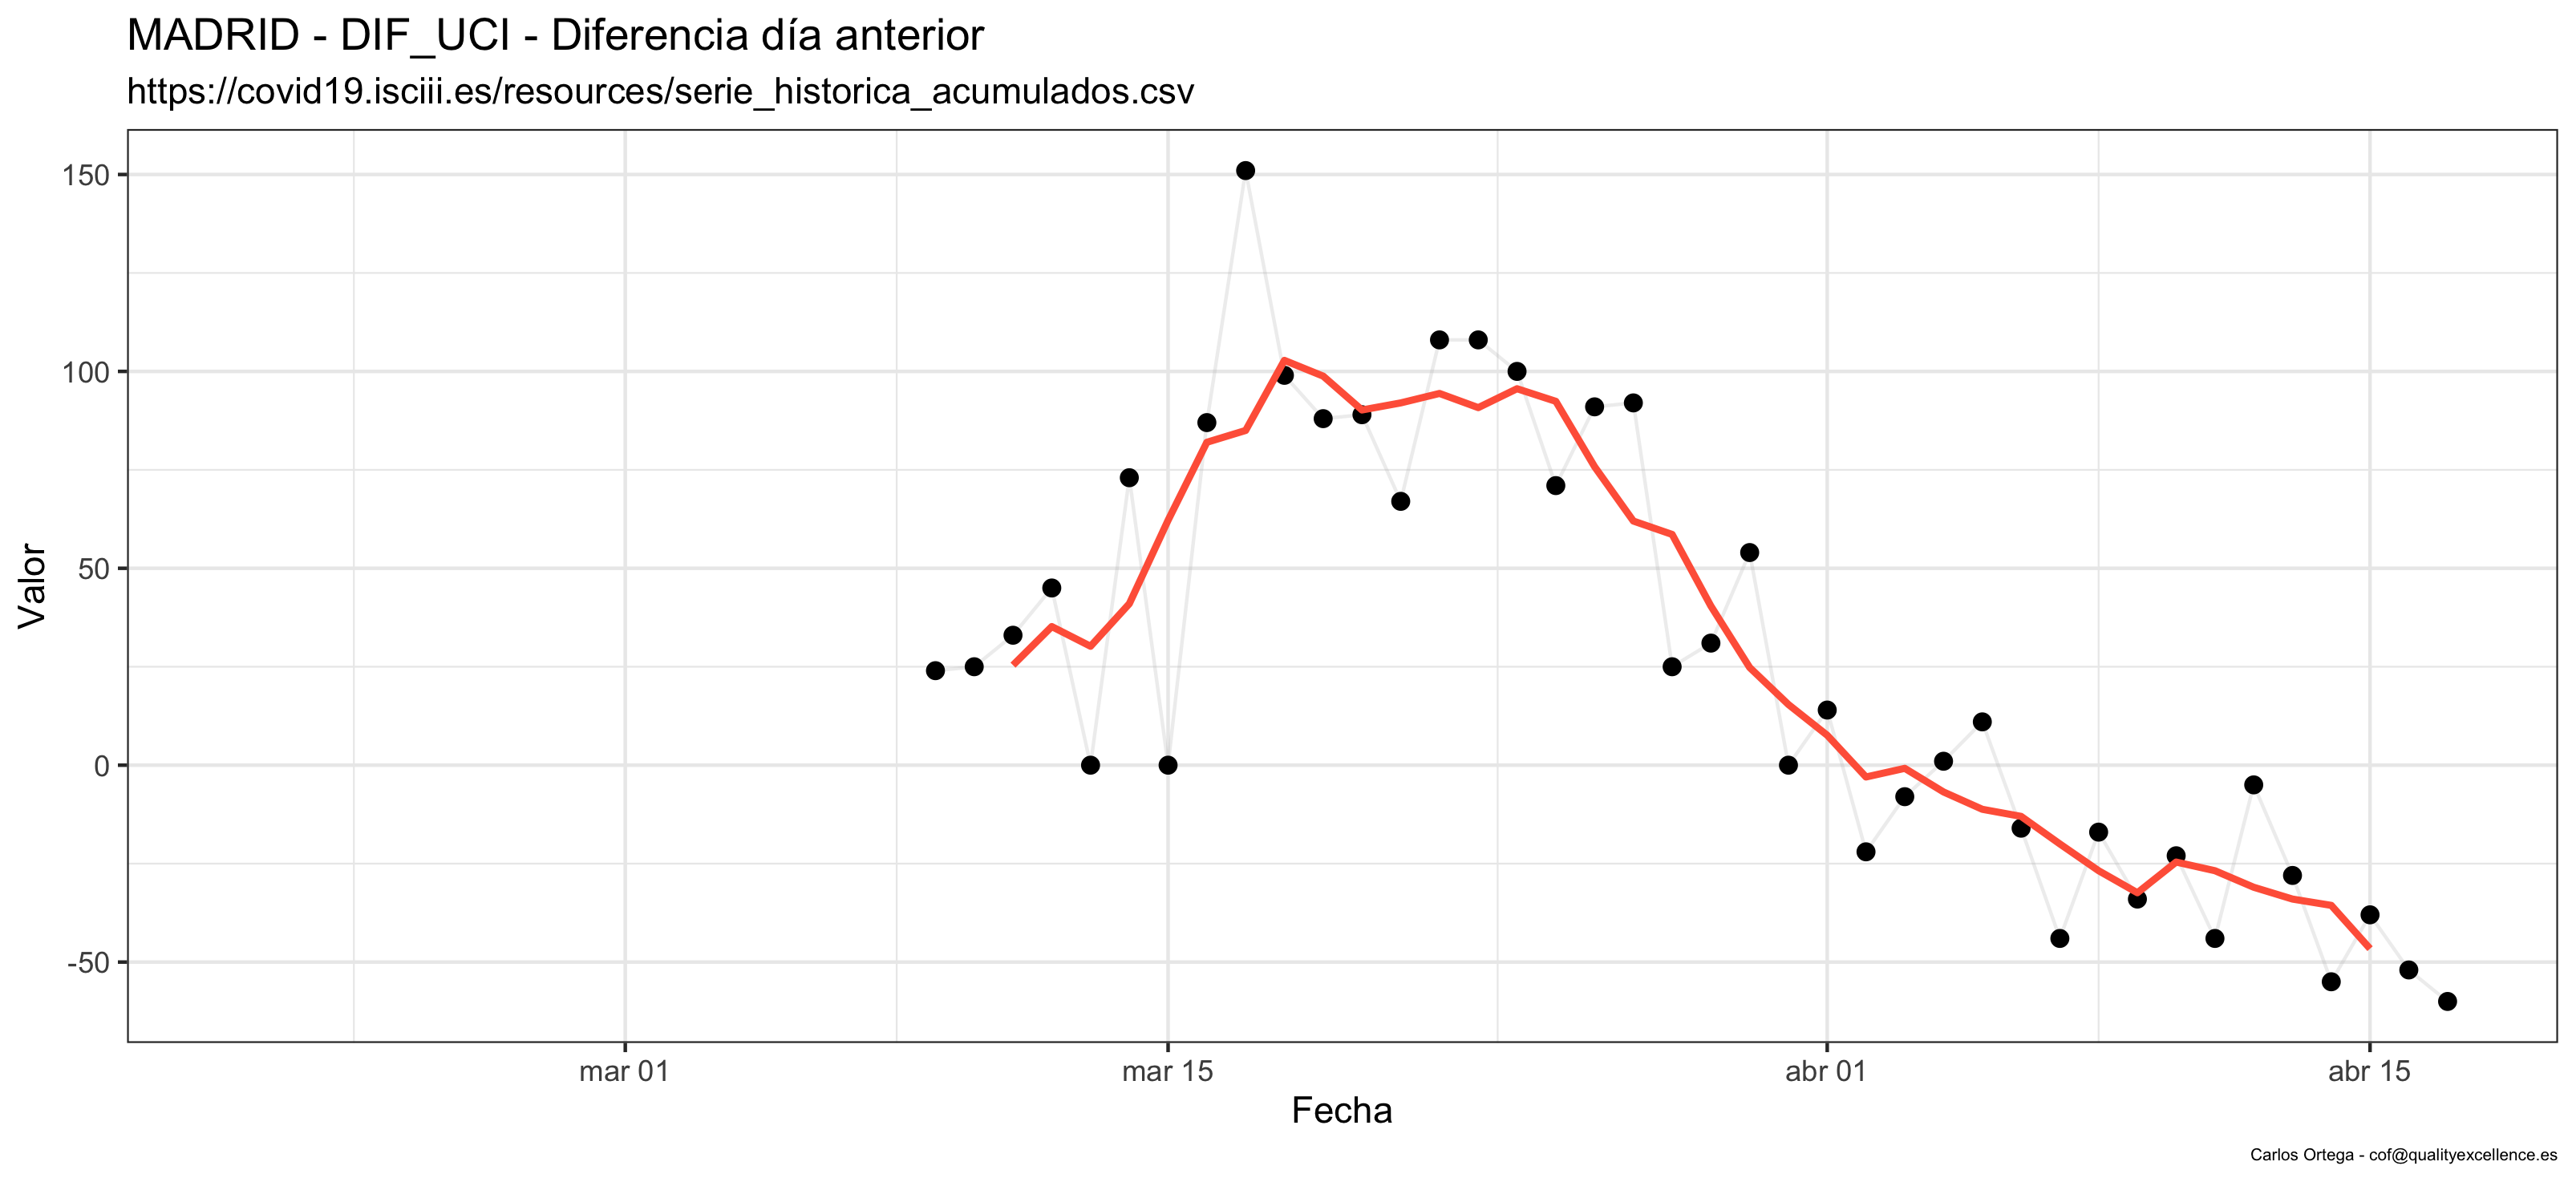 MADRID - DIF_UCI - Diferencia día anterior
https://covid19.isciii.es/resources/serie_historica_acumulados.csv
150
100
50
0
-50
Valor
mar 01
mar 15
abr 01
abr 15
Fecha
Carlos Ortega - cof@qualityexcellence.es